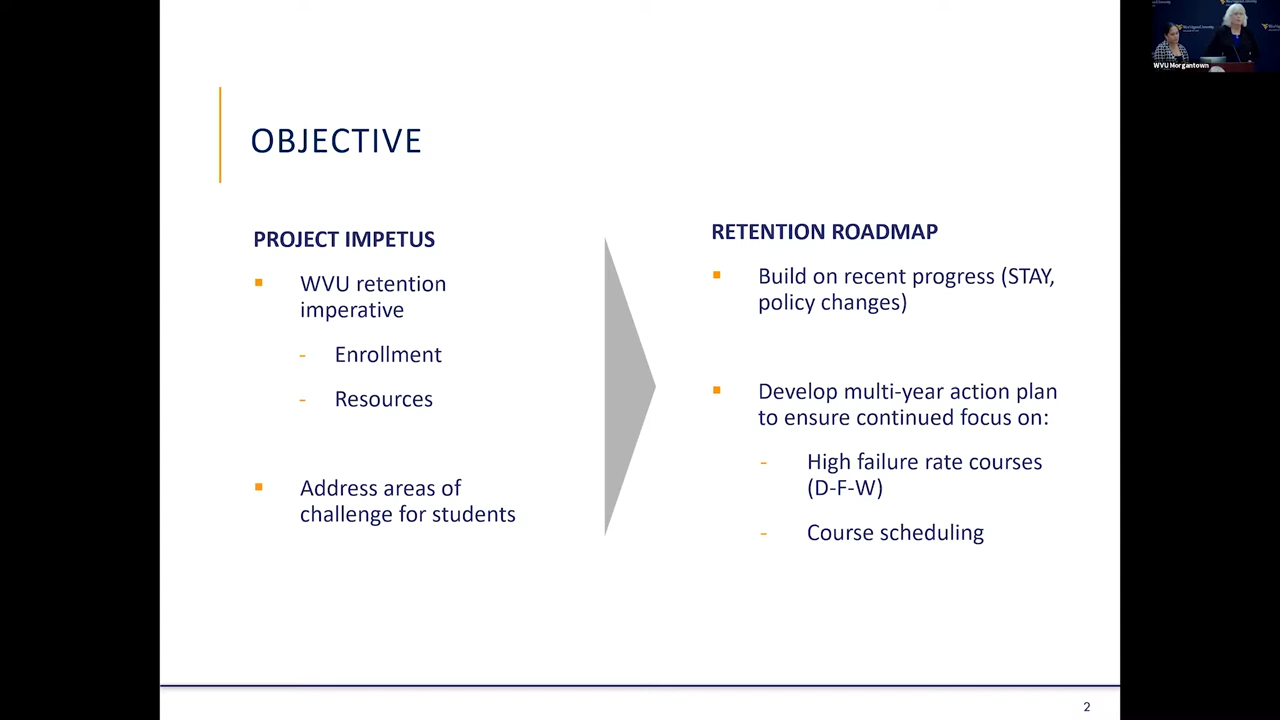 OBJECTIVE
PROJECT IMPETUS
WVU retention
imperative
- Enrollment
- Resources
Address areas of
challenge for students
RETENTION ROADMAP
Build on recent progress (STAY,
policy changes)
Develop multi-year action plan
to ensure continued focus on:
- High failure rate courses
(D-F-W)
- Course scheduling
2
WVU Morgantown